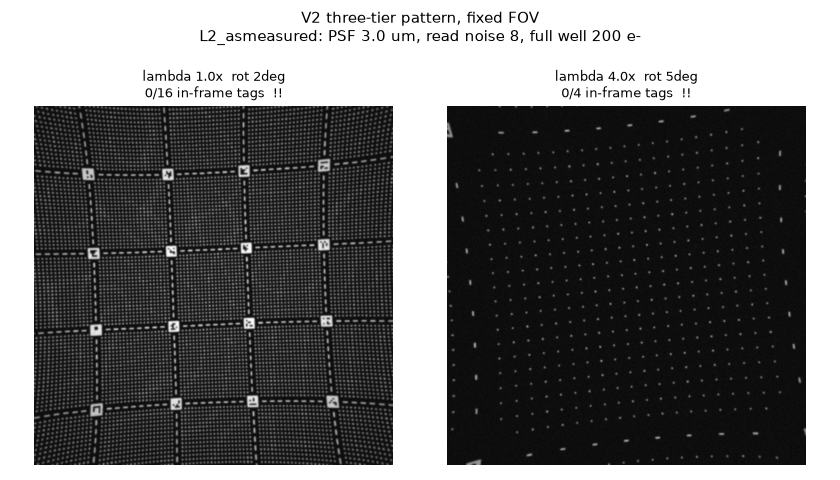 V2 three-tier pattern, fixed FOV
L2_asmeasured: PSF 3.0 um, read noise 8, full well 200 e-
lambda 1.0x  rot 2deg
0/16 in-frame tags  !!
lambda 4.0x  rot 5deg
0/4 in-frame tags  !!